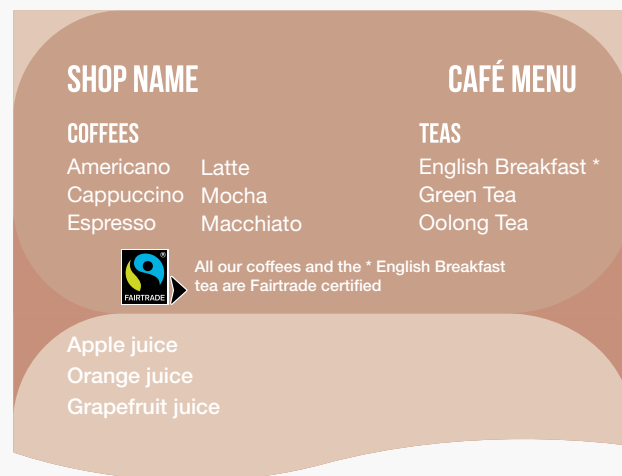 SHOP NAME
CAFÉ MENU
COFFEES
Americano
Cappuccino
Espresso
Latte
Mocha
Macchiato
TEAS
English Breakfast *
Green Tea
Oolong Tea
FAIRTRADE
®
All our coffees and the * English Breakfast
tea are Fairtrade certified
Apple juice
Orange juice
Grapefruit juice